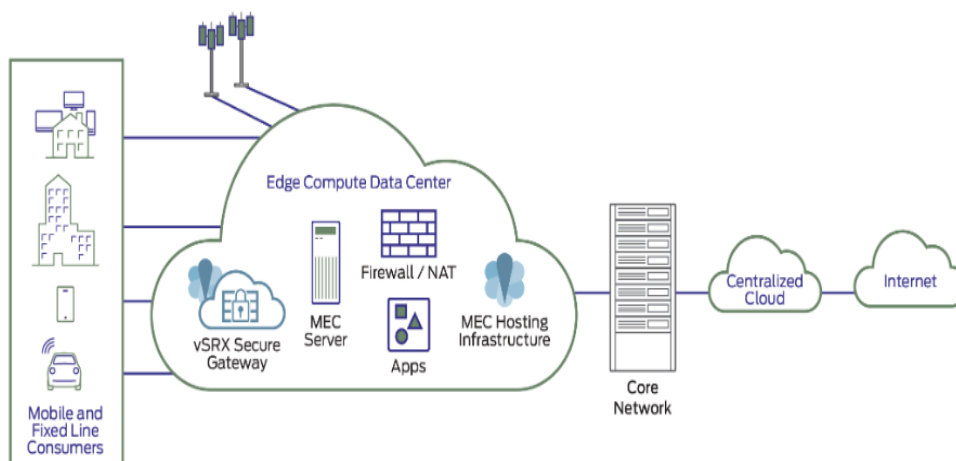 Edge Compute Data Center
Firewall / NAT
vSRX Secure
Gateway
MEC
Server
Apps
MEC Hosting
Infrastructure
Mobile and
Fixed Line
Consumers
Core
Network
Centralized
Cloud
Internet